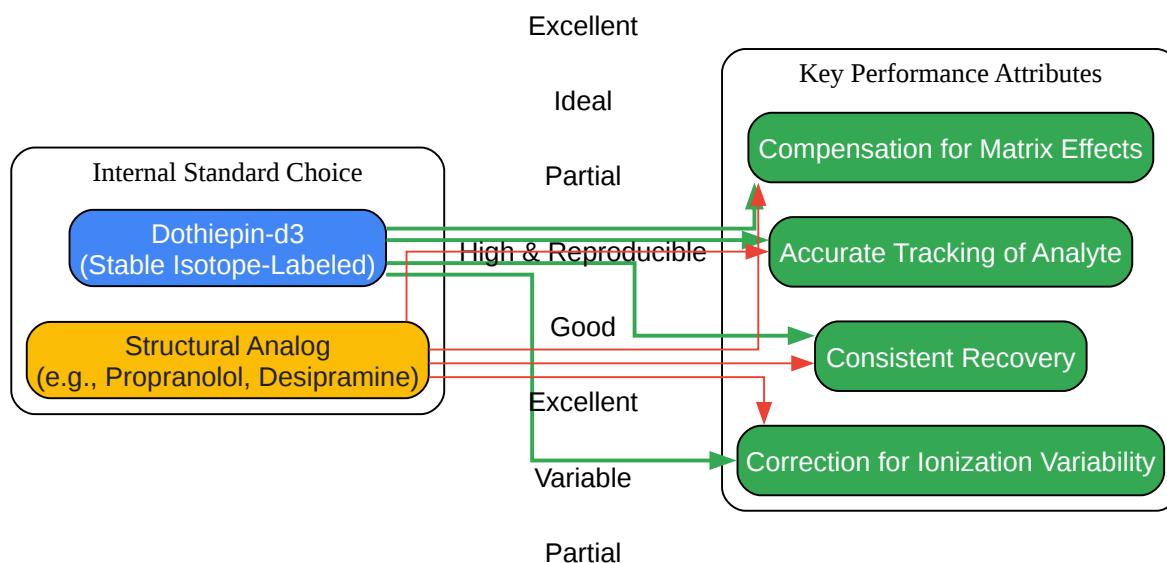 Internal Standard Choice
Dothiepin-d3
(Stable Isotope-Labeled)
Structural Analog
(e.g., Propranolol, Desipramine)
Excellent
Ideal
Partial
High & Reproducible
Good
Excellent
Variable
Partial
Key Performance Attributes
Compensation for Matrix Effects
Accurate Tracking of Analyte
Consistent Recovery
Correction for Ionization Variability